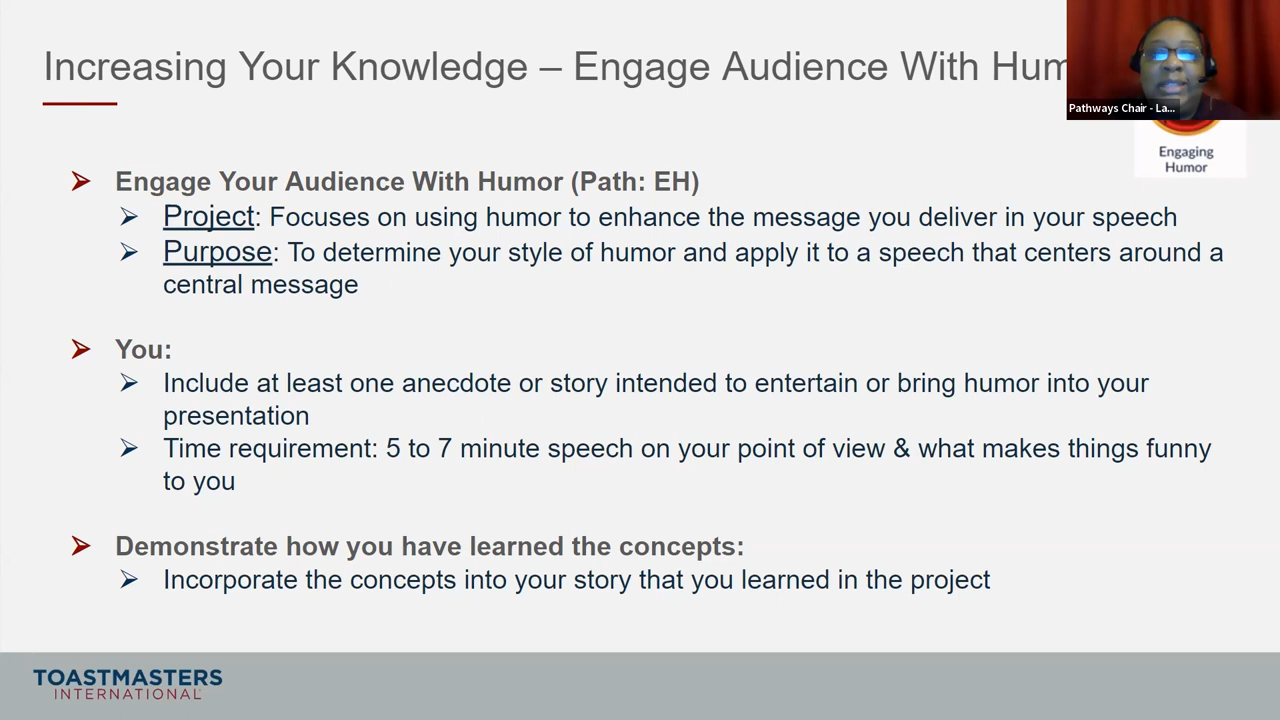 Increasing Your Knowledge – Engage Audience With Hum
Pathways Chair - La...
Engaging
Humor
➢ Engage Your Audience With Humor (Path: EH)
➢ Project: Focuses on using humor to enhance the message you deliver in your speech
➢ Purpose: To determine your style of humor and apply it to a speech that centers around a
central message
➢ You:
➢ Include at least one anecdote or story intended to entertain or bring humor into your
presentation
➢ Time requirement: 5 to 7 minute speech on your point of view & what makes things funny
to you
➢ Demonstrate how you have learned the concepts:
➢ Incorporate the concepts into your story that you learned in the project
TOASTMASTERS
INTERNATIONAL